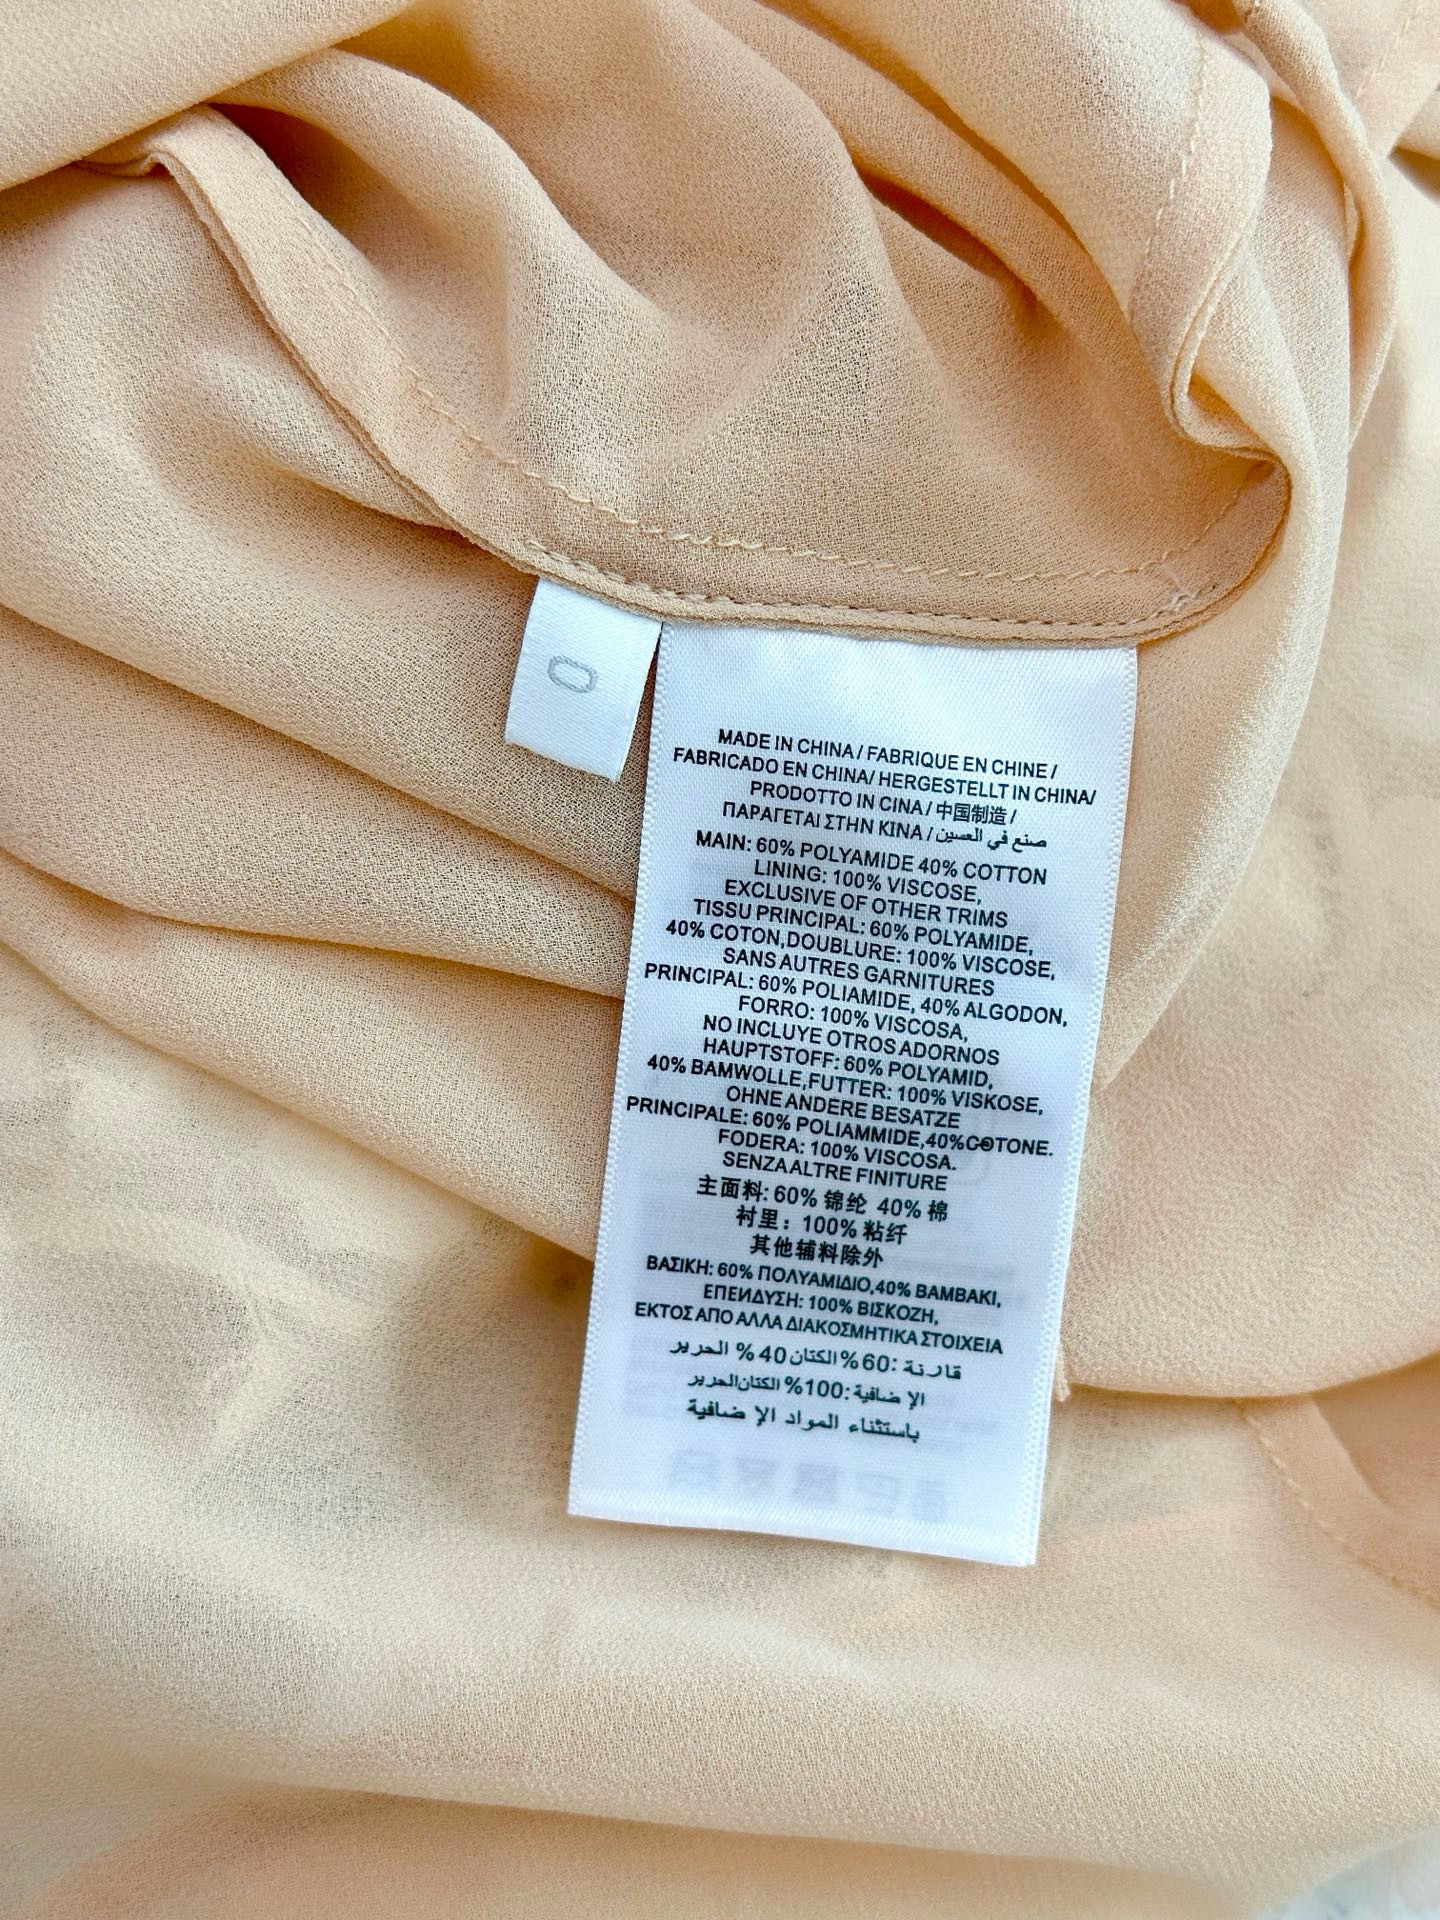 0
MADE IN CHINA / FABRIQUE EN CHINE /
FABRICADO EN CHINA/ HERGESTELLT IN CHINA/
PRODOTTO IN CINA / 中国制造 /
ΠΑΡΑΓΕΤΑΙ ΣΤΗΝ ΚΙΝΑ / صنع في العسين
MAIN: 60% POLYAMIDE 40% COTTON
LINING: 100% VISCOSE,
EXCLUSIVE OF OTHER TRIMS
TISSU PRINCIPAL: 60% POLYAMIDE,
40% COTON,DOUBLURE: 100% VISCOSE,
SANS AUTRES GARNITURES
PRINCIPAL: 60% POLIAMIDE, 40% ALGODON,
FORRO: 100% VISCOSA,
NO INCLUYE OTROS ADORNOS
HAUPTSTOFF: 60% POLYAMID,
40% BAMWOLLE,FUTTER: 100% VISKOSE,
OHNE ANDERE BESATZE
PRINCIPALE: 60% POLIAMMIDE,40%COTONE.
FODERA: 100% VISCOSA.
SENZA ALTRE FINITURE
主面料: 60% 锦纶 40% 棉
衬里：100% 粘纤
其他辅料除外
ΒΑΣΙΚΗ: 60% ΠΟΛΥΑΜΙΔΙΟ,40% ΒΑΜΒΑΚΙ,
ΕΠΕИΔΥΣΗ: 100% ΒΙΣΚΟΖΗ,
ΕΚΤΟΣ ΑΠΟ ΑΛΛΑ ΔΙΑΚΟΣΜΗΤΙΚΑ ΣΤΟΙΧΕΙΑ
قارنة :60% الكتان 40% الحرير
الإ ضافية :100% الكتان الحرير
باستثناء المواد الإ ضافية